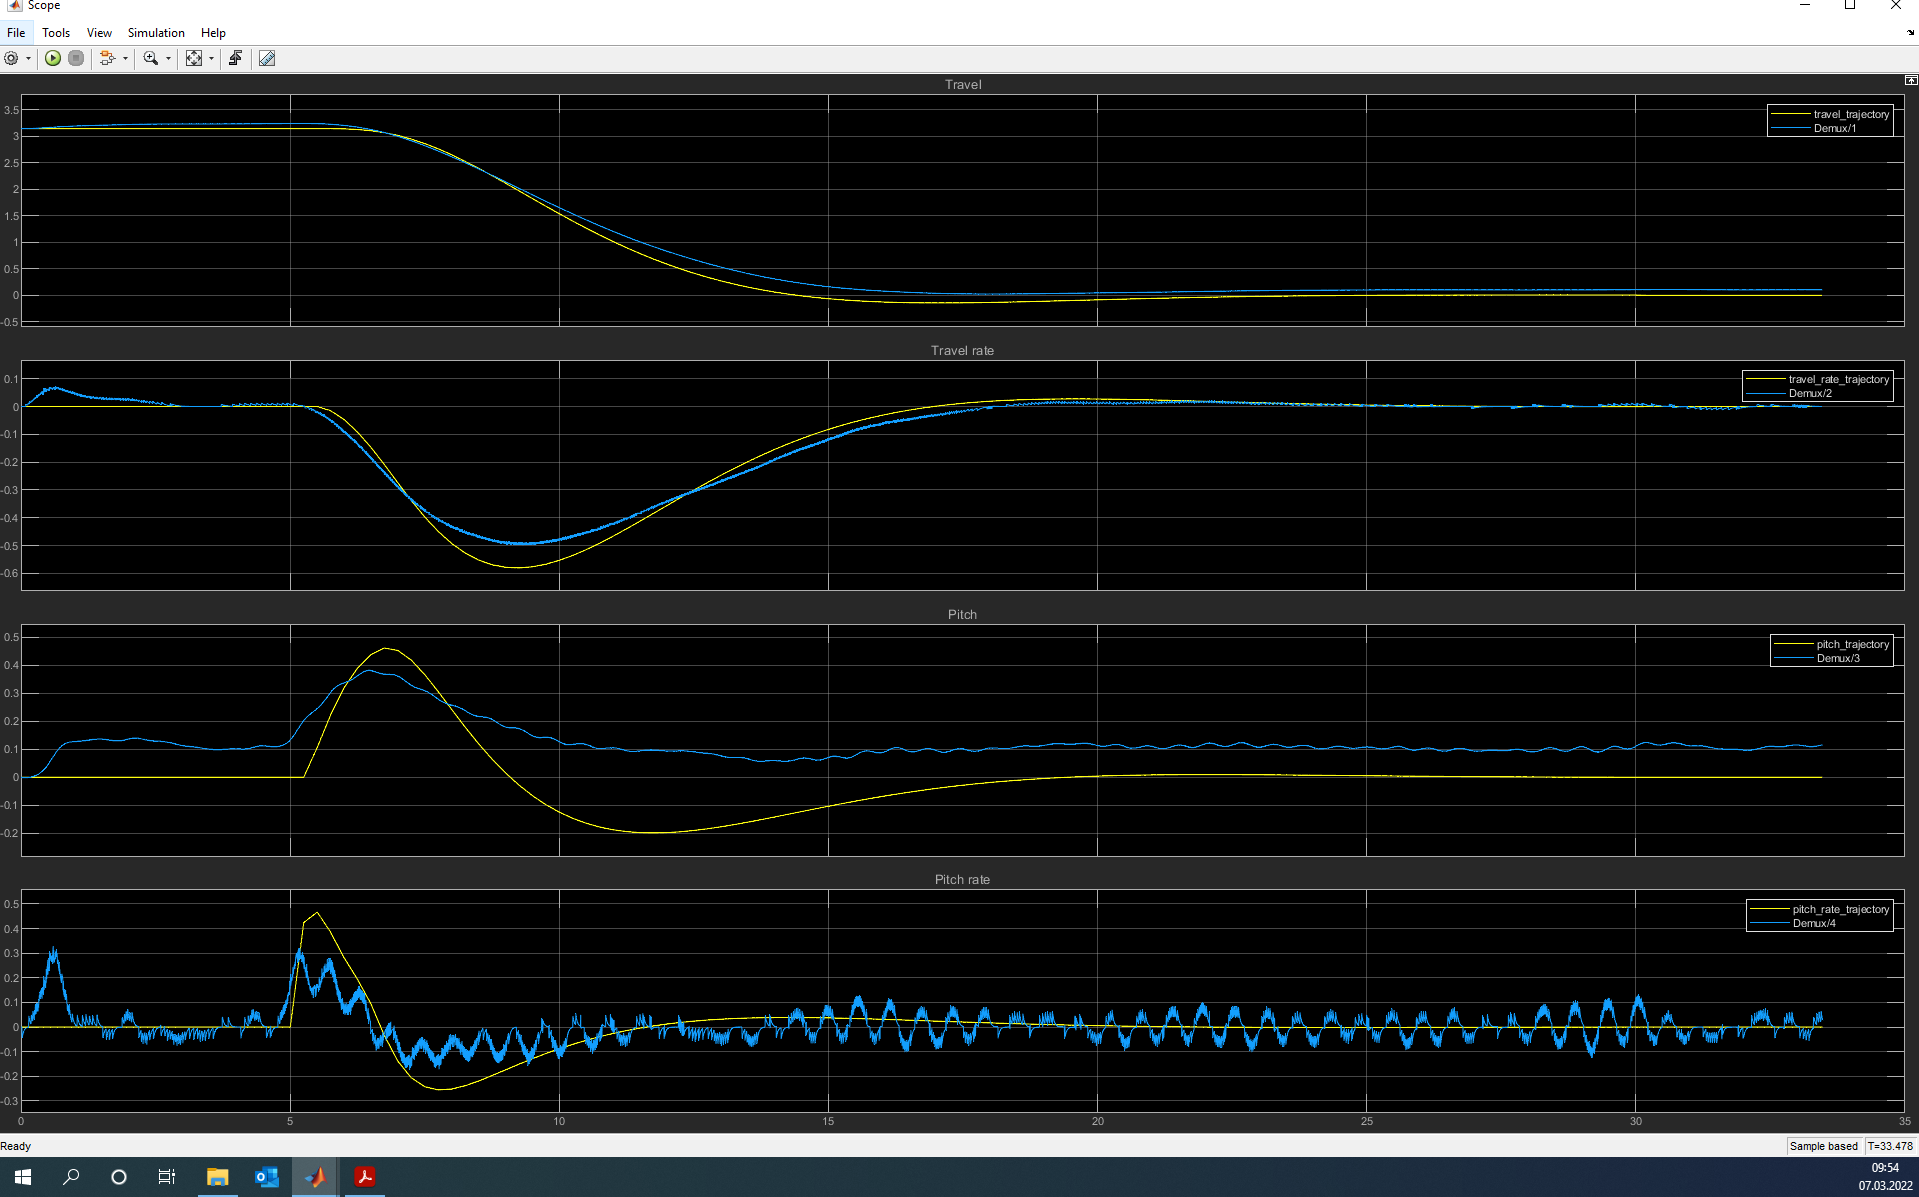 Scope
File Tools View Simulation Help
Travel
3.5
3
2.5
2
1.5
1
0.5
0
-0.5
travel_trajectory
Demux/1
Travel rate
0.1
0
-0.1
-0.2
-0.3
-0.4
-0.5
-0.6
travel_rate_trajectory
Demux/2
Pitch
0.5
0.4
0.3
0.2
0.1
0
-0.1
-0.2
pitch_trajectory
Demux/3
Pitch rate
0.5
0.4
0.3
0.2
0.1
0
-0.1
-0.2
-0.3
pitch_rate_trajectory
Demux/4
0 5 10 15 20 25 30 35
Ready Sample based T=33.478
09:54
07.03.2022